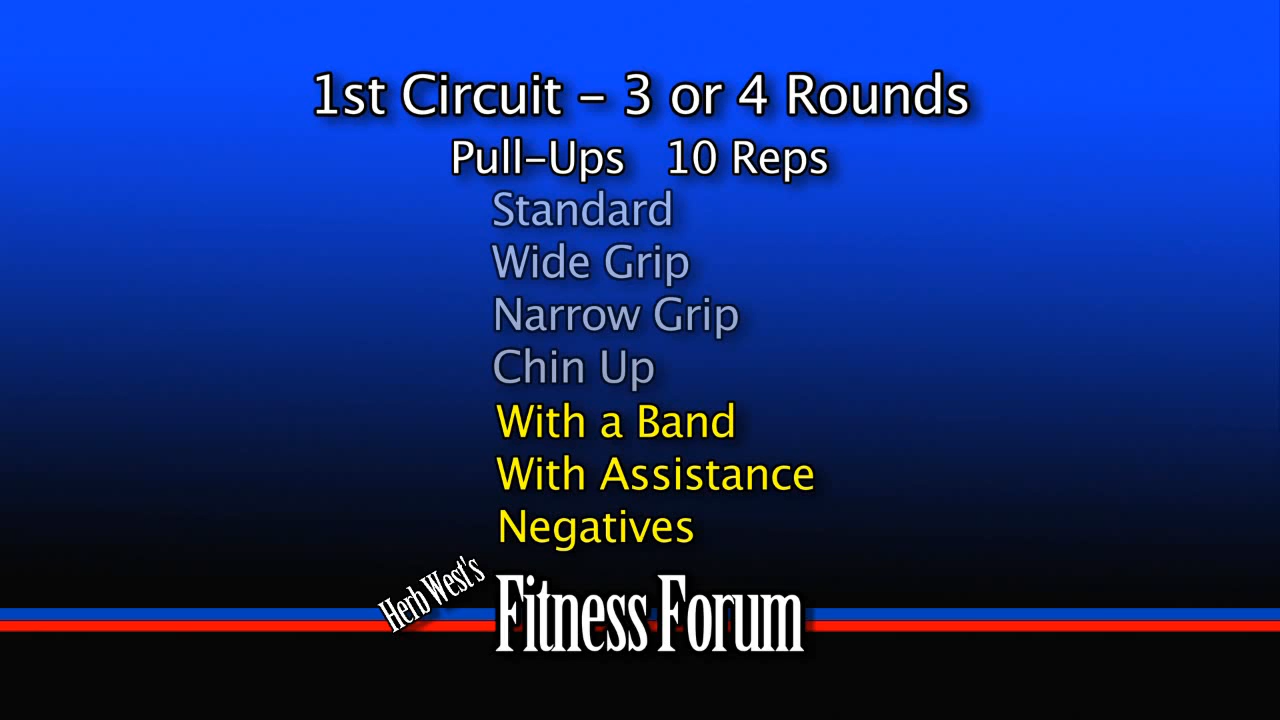 1st Circuit – 3 or 4 Rounds
Pull-Ups 10 Reps
Standard
Wide Grip
Narrow Grip
Chin Up
With a Band
With Assistance
Negatives
Herb West's
Fitness Forum